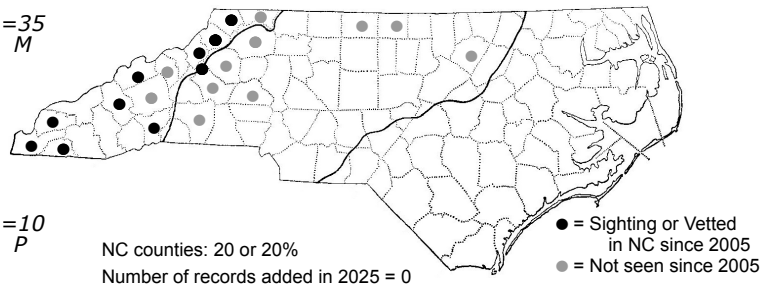 =35
M
=10
P
NC counties: 20 or 20%
Number of records added in 2025 = 0
= Sighting or Vetted
in NC since 2005
= Not seen since 2005